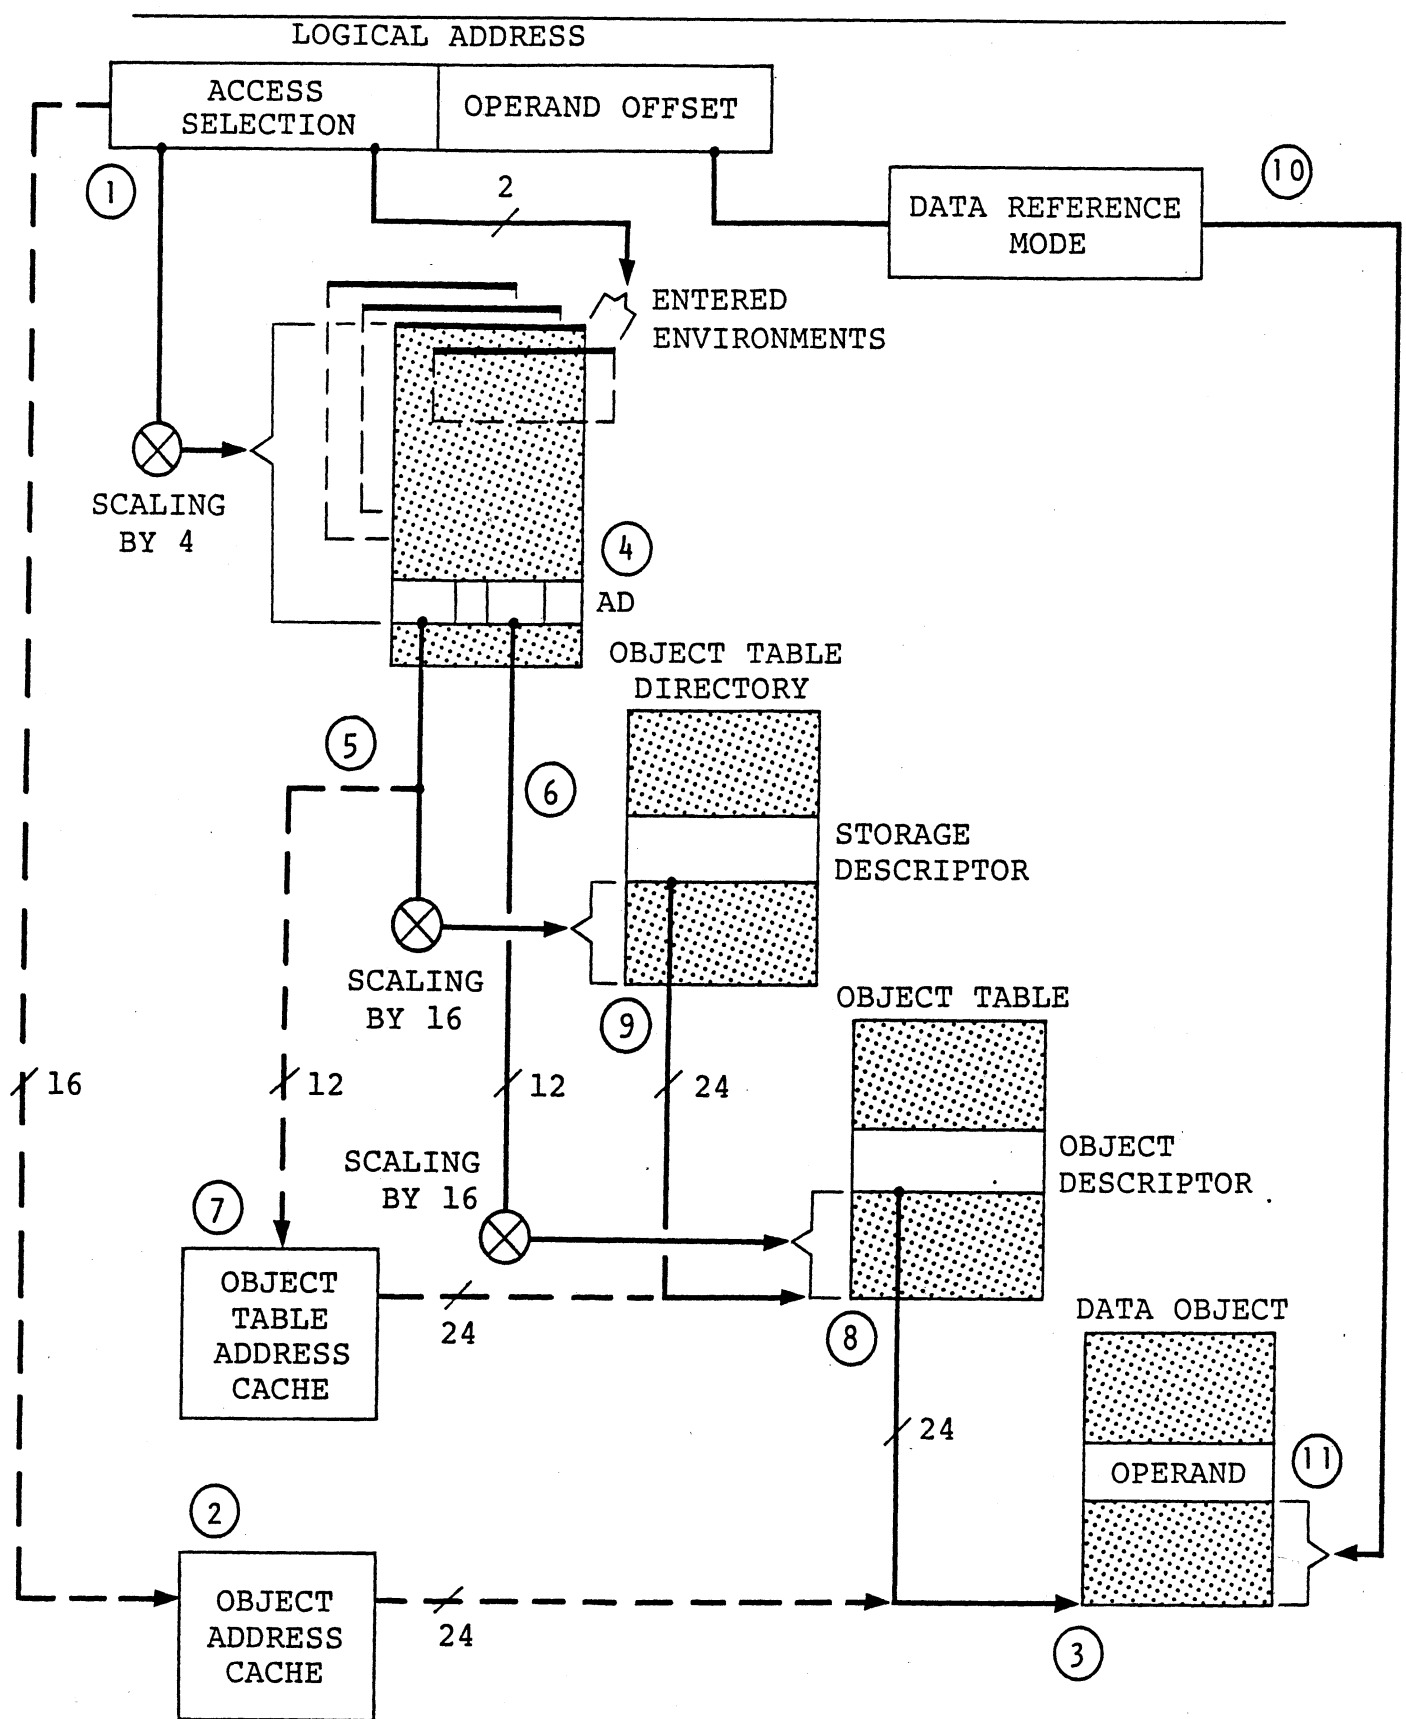 LOGICAL ADDRESS
ACCESS
SELECTION
OPERAND OFFSET
1
2
10
DATA REFERENCE
MODE
ENTERED
ENVIRONMENTS
SCALING
BY 4
4
AD
OBJECT TABLE
DIRECTORY
5
6
STORAGE
DESCRIPTOR
SCALING
BY 16
9
OBJECT TABLE
16
12
12
24
SCALING
BY 16
OBJECT
DESCRIPTOR
7
OBJECT
TABLE
ADDRESS
CACHE
24
8
DATA OBJECT
24
OPERAND
11
2
OBJECT
ADDRESS
CACHE
24
3